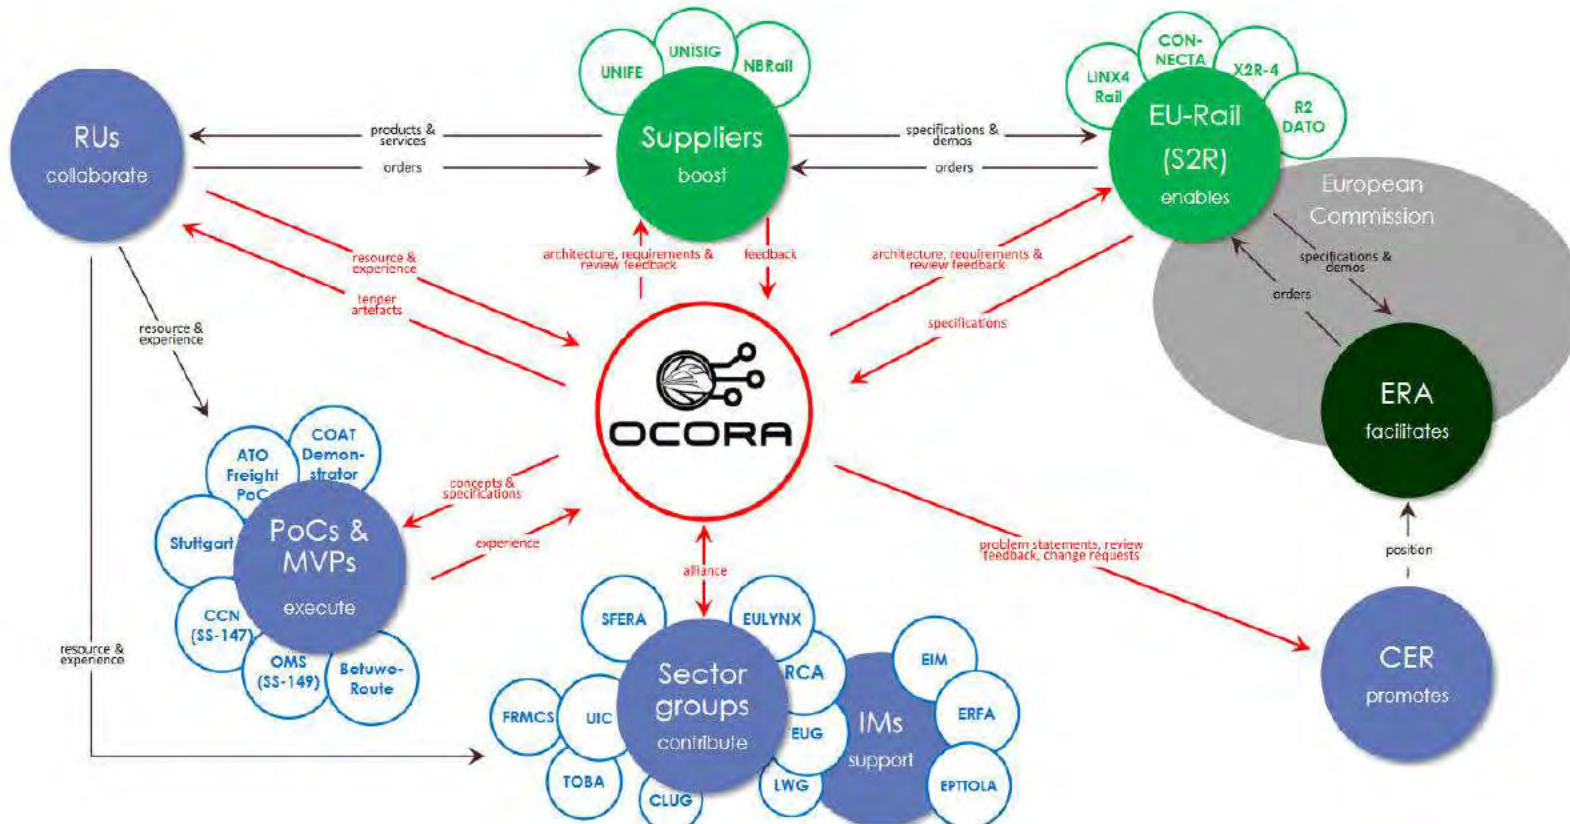 UNIFE
UNISIG
NBRail
Suppliers
boost
LINX4
Rail
CON-
NECTA
X2R-4
R2
DATO
EU-Rail
(S2R)
enables
European
Commission
RUs
collaborate
products &
services
orders
specifications &
demos
orders
resource &
experience
tender
artefacts
architecture, requirements &
review feedback
feedback
architecture, requirements &
review feedback
specifications
specifications &
demos
orders
resource &
experience
OCORA
ERA
facilitates
ATO
Freight
PoC
COAT
Demon-
strator
Stuttgart
PoCs &
MVPs
execute
CCN
(SS-147)
OMS
(SS-149)
Betuwe-
Route
concepts &
specifications
experience
alliance
problem statements, review
feedback, change requests
position
resource &
experience
SFERA
EULYNX
FRMCS
UIC
TOBA
CLUG
Sector
groups
contribute
RCA
EUG
LWG
IMs
support
EIM
ERFA
EPTTOLA
CER
promotes